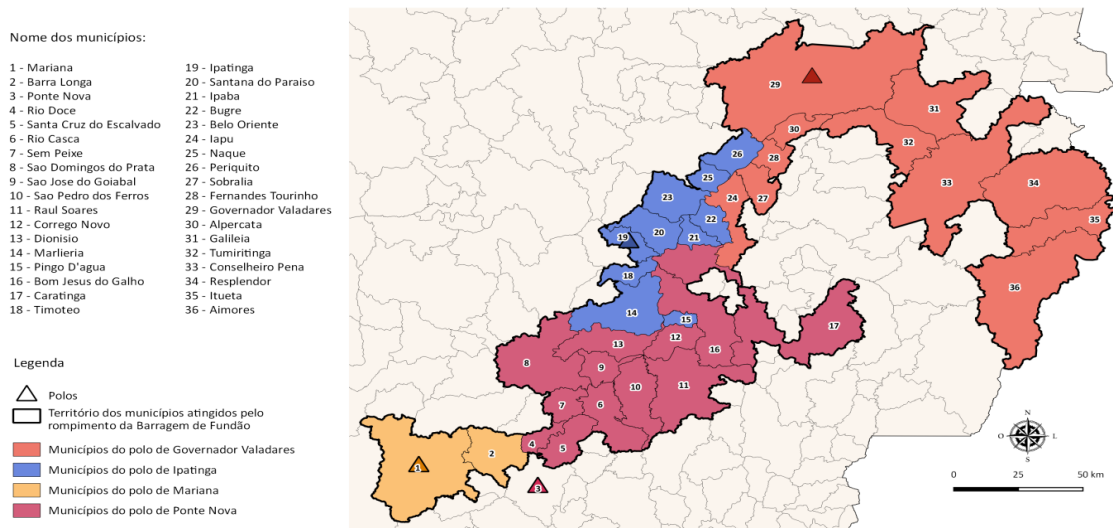 Nome dos municípios:
1 - Mariana
2 - Barra Longa
3 - Ponte Nova
4 - Rio Doce
5 - Santa Cruz do Escalvado
6 - Rio Casca
7 - Sem Peixe
8 - Sao Domingos do Prata
9 - Sao Jose do Goiabal
10 - Sao Pedro dos Ferros
11 - Raul Soares
12 - Corrego Novo
13 - Dionisio
14 - Marlieria
15 - Pingo D'agua
16 - Bom Jesus do Galho
17 - Caratinga
18 - Timoteo
19 - Ipatinga
20 - Santana do Paraiso
21 - Ipaba
22 - Bugre
23 - Belo Oriente
24 - Iapu
25 - Naque
26 - Periquito
27 - Sobralia
28 - Fernandes Tourinho
29 - Governador Valadares
30 - Alpercata
31 - Galileia
32 - Tumiritinga
33 - Conselheiro Pena
34 - Resplendor
35 - Itueta
36 - Aimores
Legenda
Polos
Território dos municípios atingidos pelo
rompimento da Barragem de Fundão
Municípios do polo de Governador Valadares
Municípios do polo de Ipatinga
Municípios do polo de Mariana
Municípios do polo de Ponte Nova
29
31
30
32
26
28
25
33
34
24
27
23
22
35
19
20
21
36
18
14
15
17
13
12
16
8
9
10
11
7
6
4
5
2
1
3
N
O
L
S
0
25
50 km